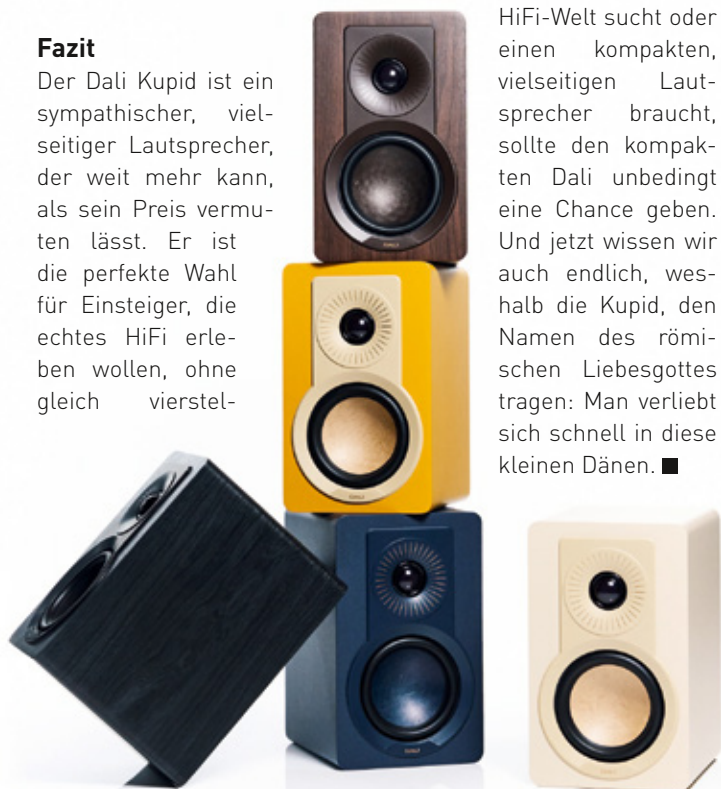 Fazit
Der Dali Kupid ist ein
sympathischer, viel-
seitiger Lautsprecher,
der weit mehr kann,
als sein Preis vermu-
ten lässt. Er ist
die perfekte Wahl
für Einsteiger, die
echtes HiFi erle-
ben wollen, ohne
gleich vierstel-
HiFi-Welt sucht oder
einen kompakten,
vielseitigen Laut-
sprecher braucht,
sollte den kompak-
ten Dali unbedingt
eine Chance geben.
Und jetzt wissen wir
auch endlich, wes-
halb die Kupid, den
Namen des römi-
schen Liebesgottes
tragen: Man verliebt
sich schnell in diese
kleinen Dänen. ■
DALI
DALI
DALI
DALI